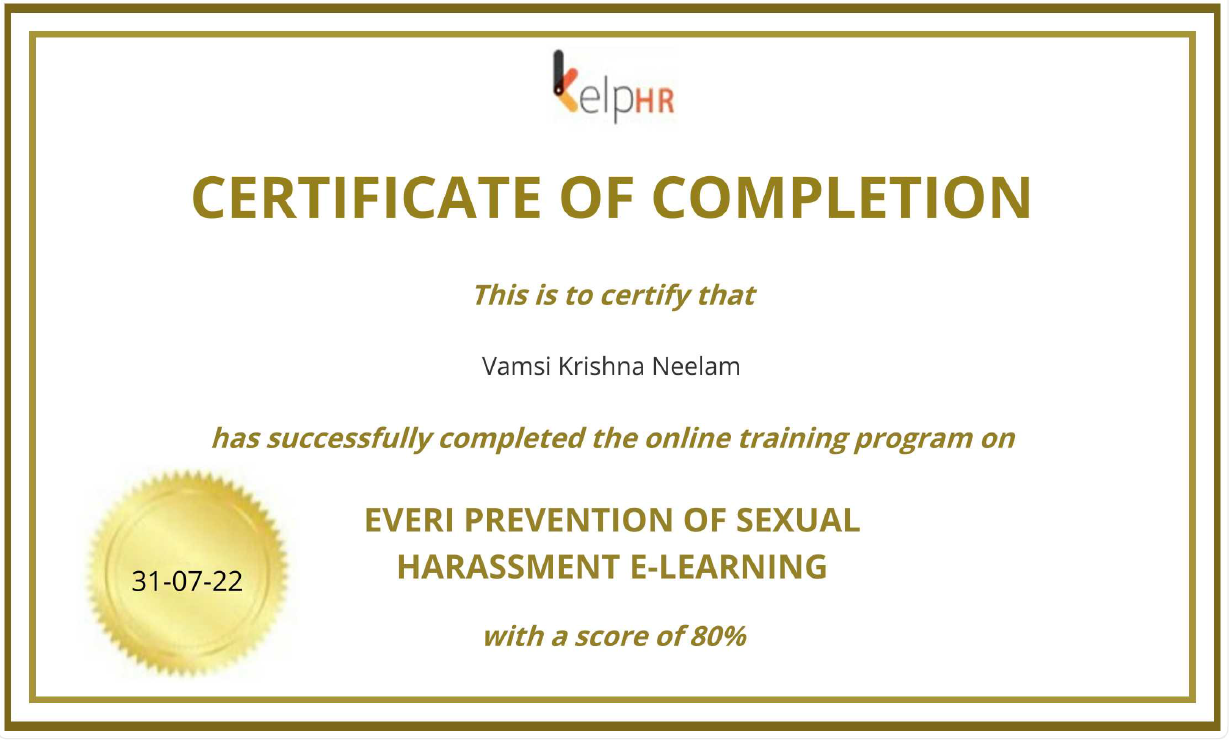 KelpHR
CERTIFICATE OF COMPLETION
This is to certify that
Vamsi Krishna Neelam
has successfully completed the online training program on
EVERI PREVENTION OF SEXUAL
HARASSMENT E-LEARNING
31-07-22
with a score of 80%